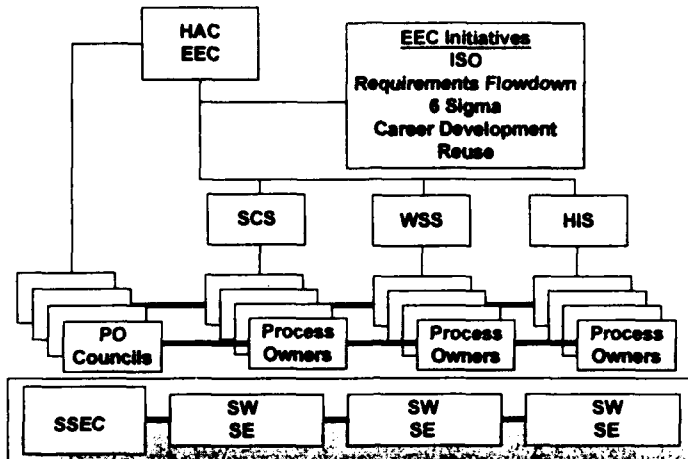 HAC
EEC
EEC Initiatives
ISO
Requirements Flowdown
6 Sigma
Career Development
Reuse
SCS
WSS
HIS
PO
Councils
Process
Owners
Process
Owners
Process
Owners
SSEC
SW
SE
SW
SE
SW
SE